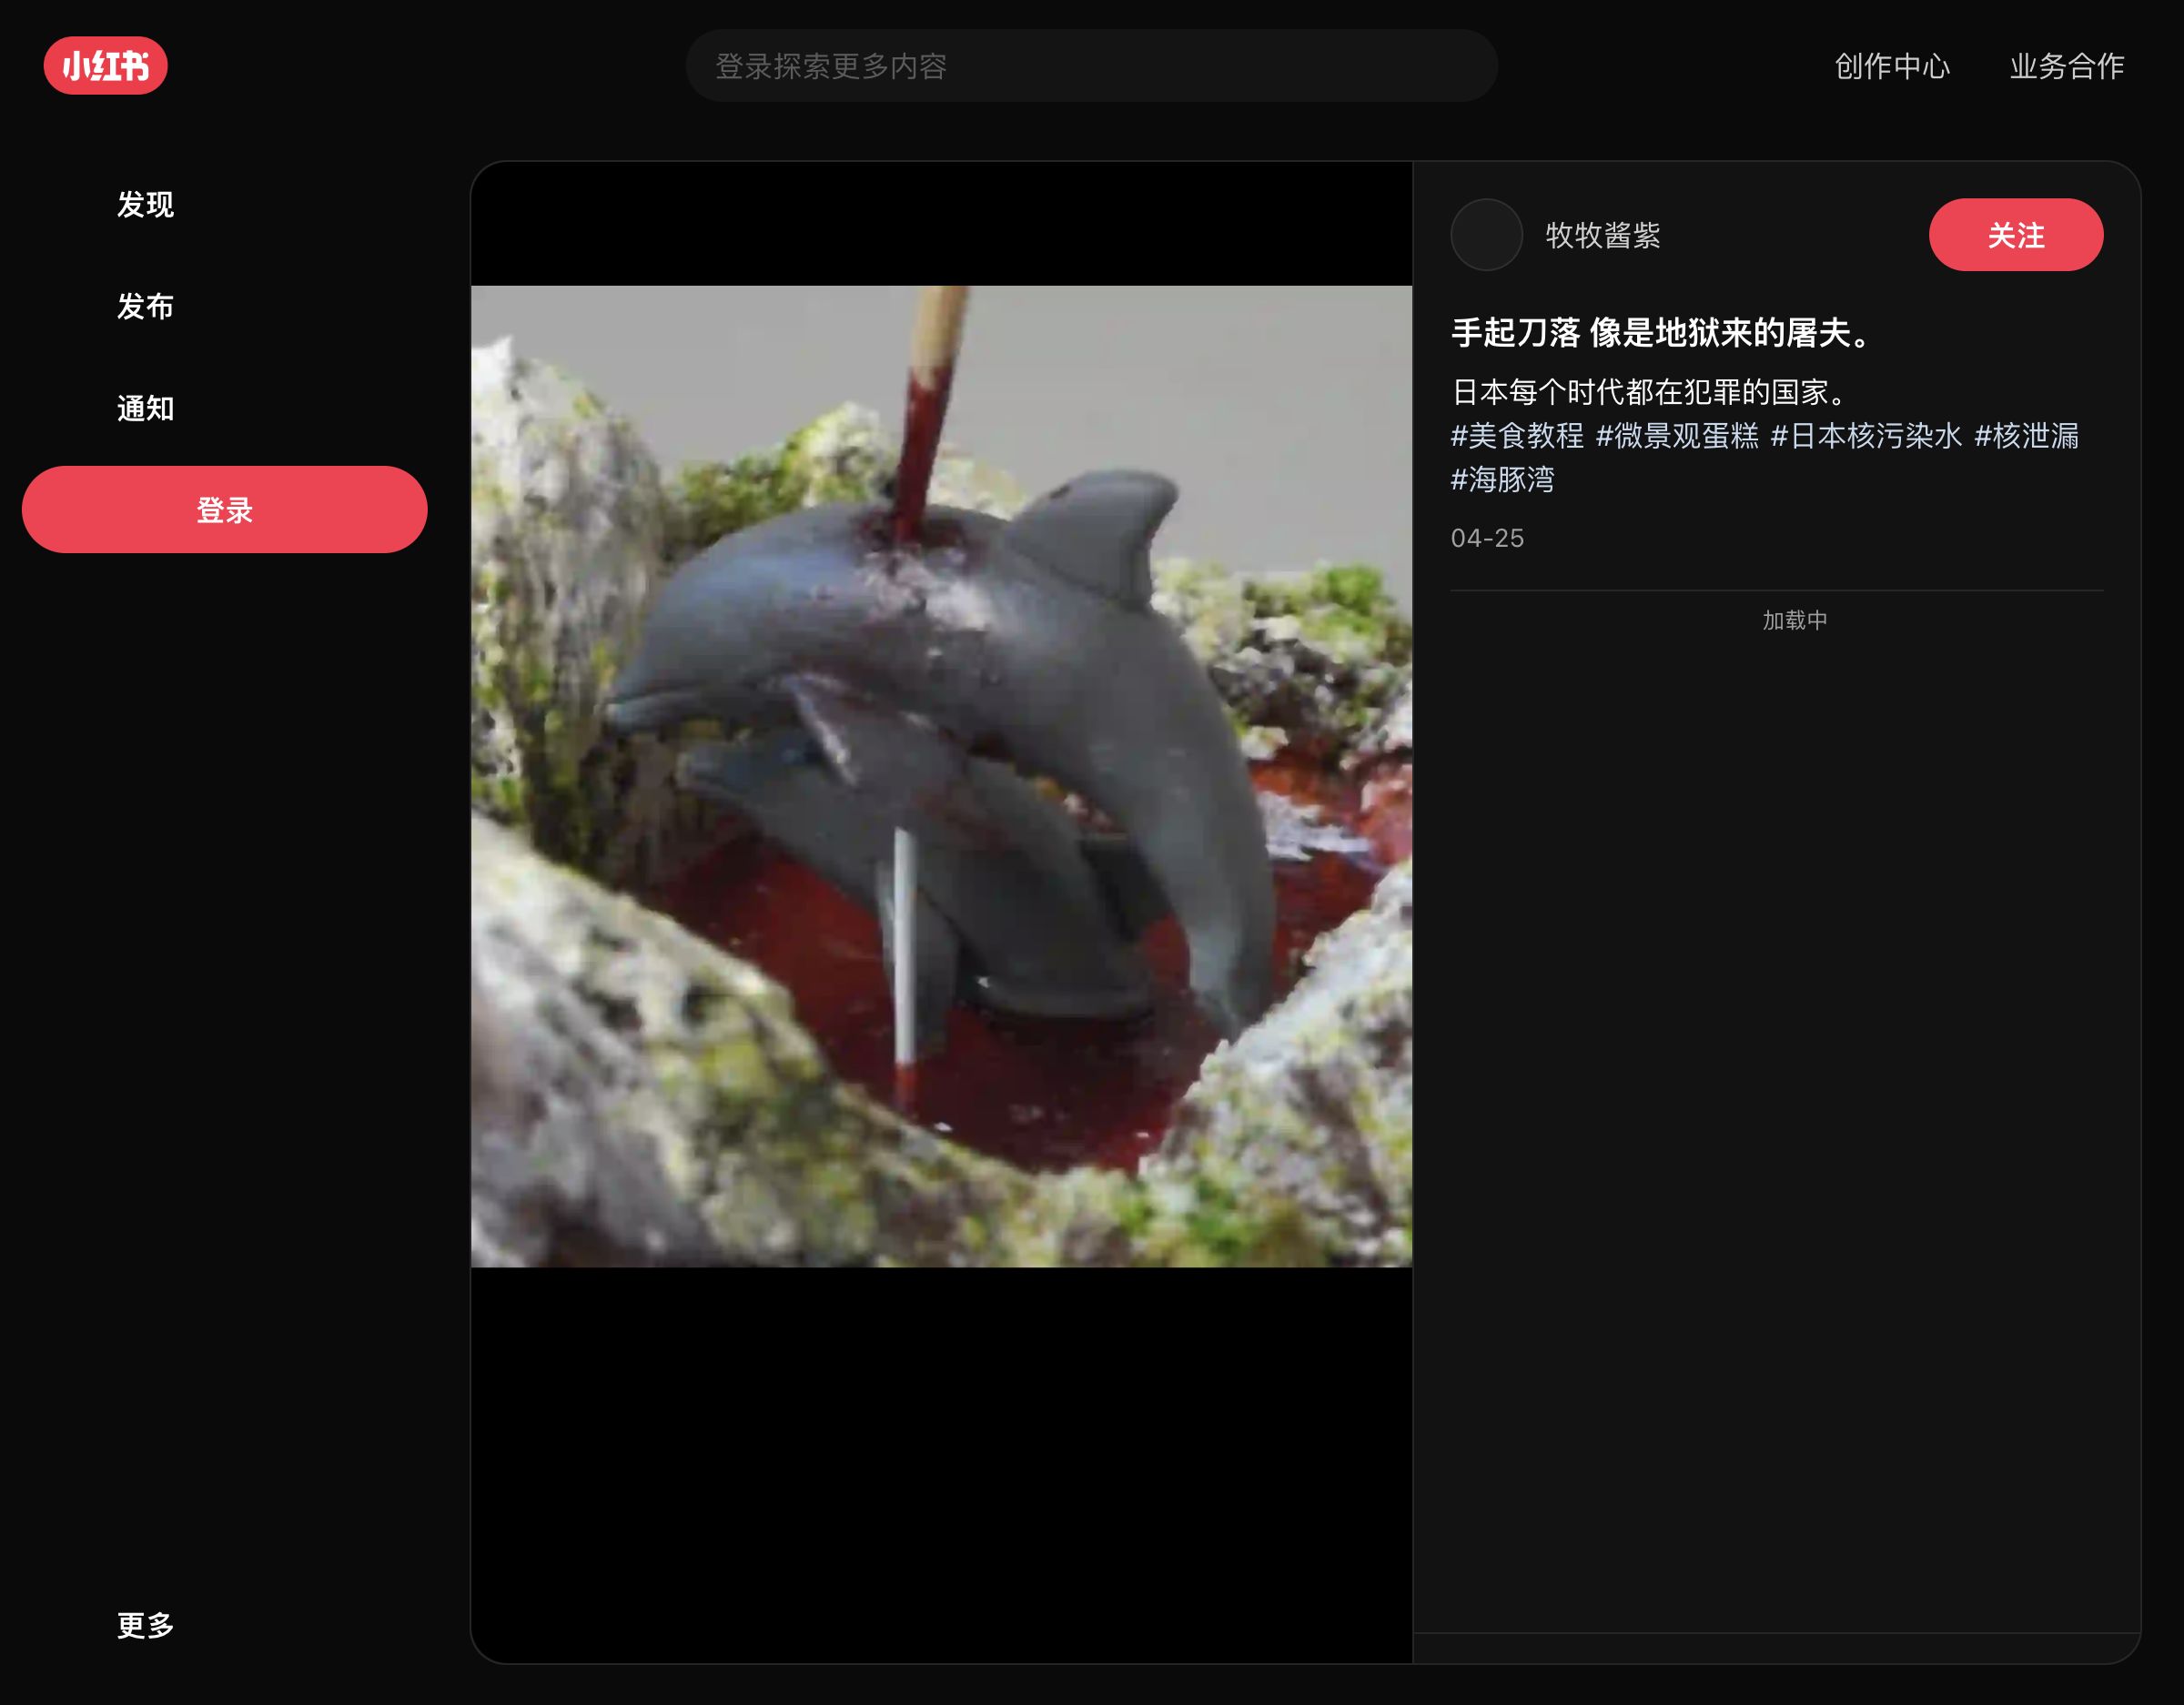 小红书
登录探索更多内容
创作中心 业务合作
发现
发布
通知
登录
更多
牧牧酱紫
关注
手起刀落 像是地狱来的屠夫。
日本每个时代都在犯罪的国家。
#美食教程 #微景观蛋糕 #日本核污染水 #核泄漏
#海豚湾
04-25
加载中